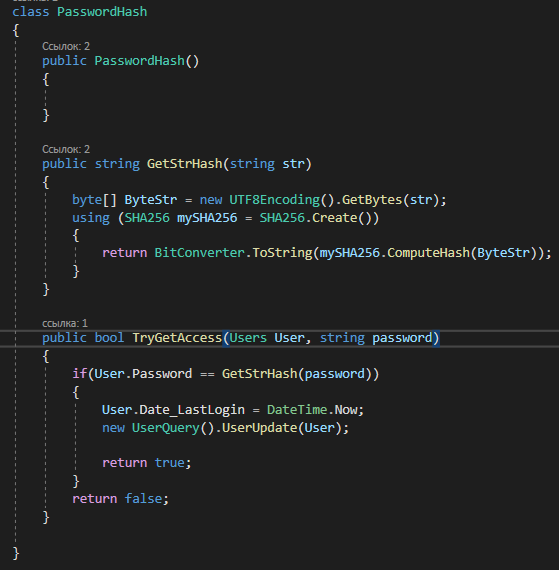 class PasswordHash
{
Ссылок: 2
public PasswordHash()
{
}
Ссылок: 2
public string GetStrHash(string str)
{
byte[] ByteStr = new UTF8Encoding().GetBytes(str);
using (SHA256 mySHA256 = SHA256.Create())
{
return BitConverter.ToString(mySHA256.ComputeHash(ByteStr));
}
}
ссылка: 1
public bool TryGetAccess(Users User, string password)
{
if(User.Password == GetStrHash(password))
{
User.Date_LastLogin = DateTime.Now;
new UserQuery().UserUpdate(User);
return true;
}
return false;
}
}